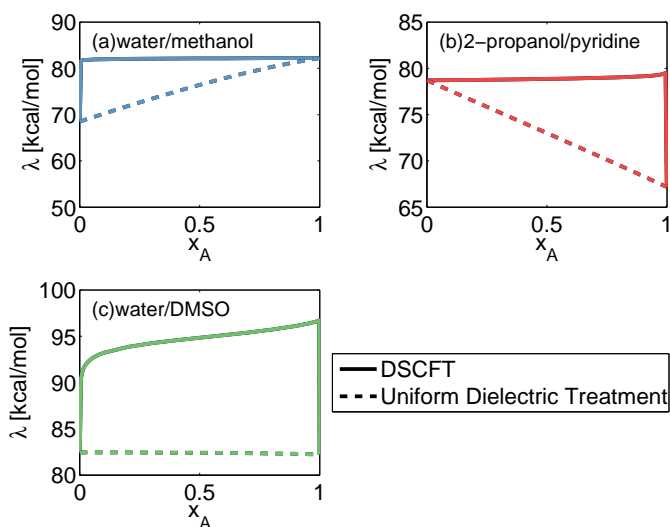 (a)water/methanol
λ [kcal/mol]
90
80
70
60
50
0
0.5
1
x_A
(b)2−propanol/pyridine
λ [kcal/mol]
85
80
75
70
65
0
0.5
1
x_A
(c)water/DMSO
λ [kcal/mol]
100
95
90
85
80
0
0.5
1
x_A
DSCFT
Uniform Dielectric Treatment